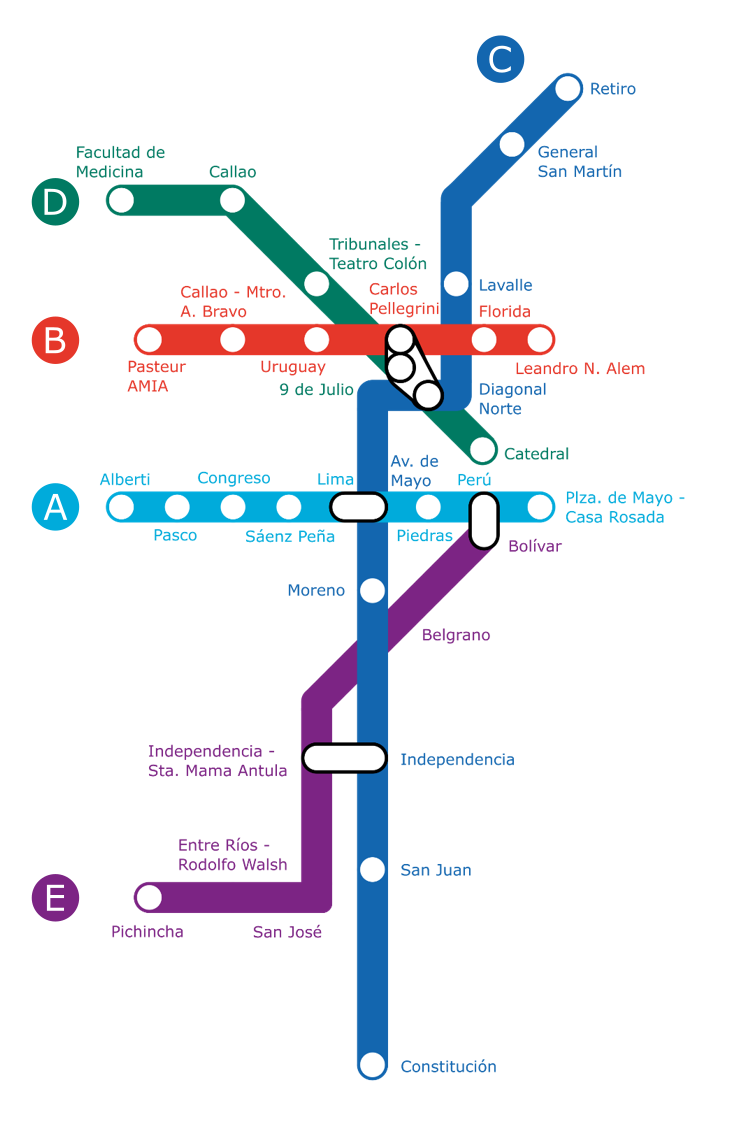 C
Retiro
General
San Martín
Facultad de
Medicina
Callao
D
Tribunales -
Teatro Colón
Lavalle
Carlos
Pellegrini
Callao - Mtro.
A. Bravo
Florida
B
Pasteur
AMIA
Uruguay
Leandro N. Alem
9 de Julio
Diagonal
Norte
Catedral
Av. de
Mayo
Alberti
Congreso
Lima
Perú
A
Plza. de Mayo -
Casa Rosada
Pasco
Sáenz Peña
Piedras
Bolívar
Moreno
Belgrano
Independencia -
Sta. Mama Antula
Independencia
Entre Ríos -
Rodolfo Walsh
San Juan
E
Pichincha
San José
Constitución